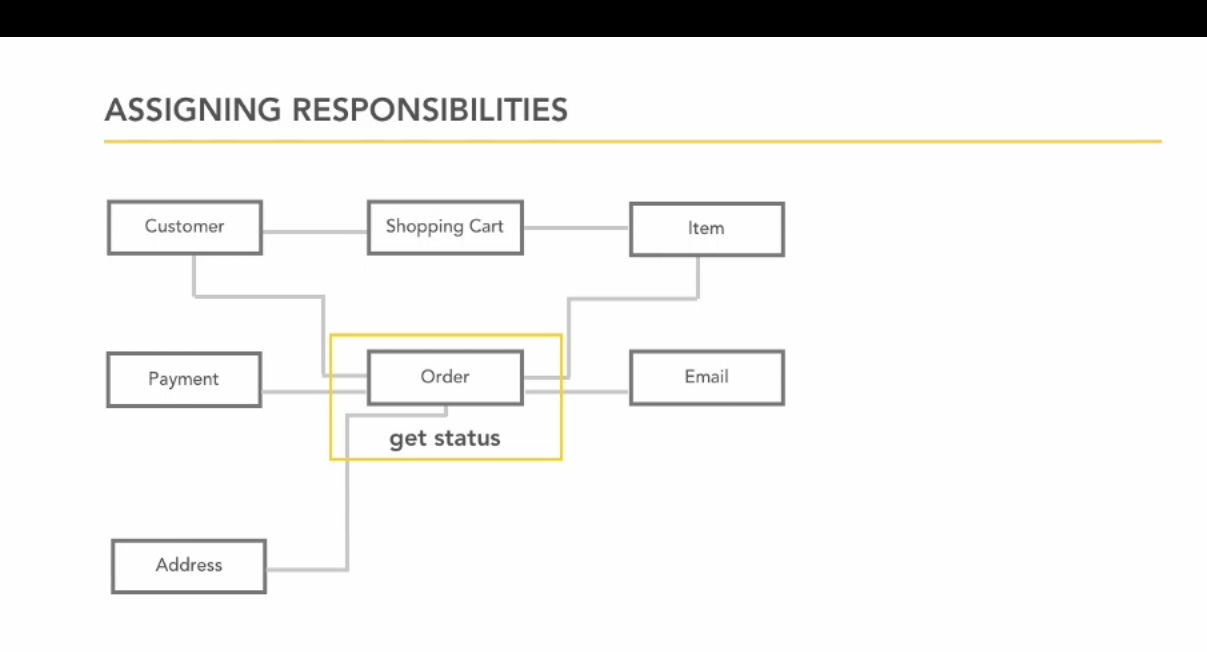 ASSIGNING RESPONSIBILITIES
Customer
Shopping Cart
Item
Payment
Order
Email
get status
Address